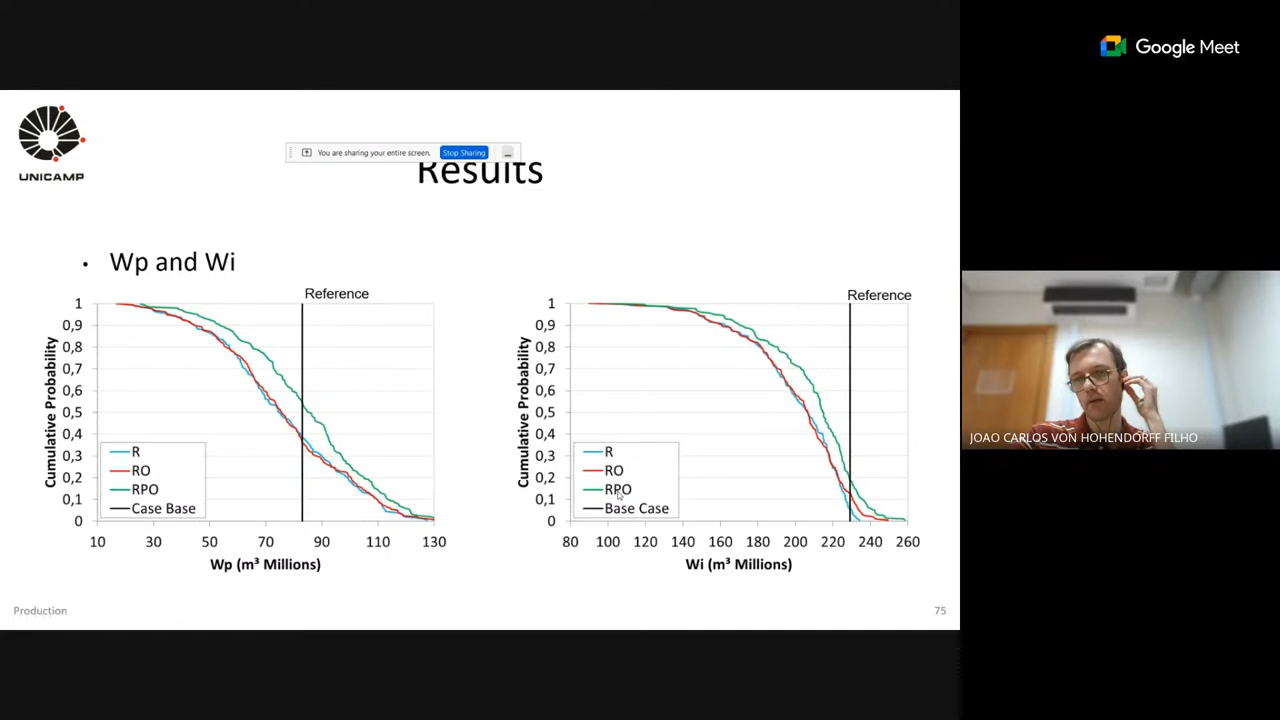 Google Meet
UNICAMP
You are sharing your entire screen.
Stop Sharing
Results
• Wp and Wi
Reference
1
0,9
0,8
0,7
0,6
0,5
0,4
0,3
0,2
0,1
0
Cumulative Probability
R
RO
RPO
Case Base
10 30 50 70 90 110 130
Wp (m³ Millions)
Reference
1
0,9
0,8
0,7
0,6
0,5
0,4
0,3
0,2
0,1
0
Cumulative Probability
R
RO
RPO
Base Case
80 100 120 140 160 180 200 220 240 260
Wi (m³ Millions)
JOAO CARLOS VON HOHENDORFF FILHO
Production
75